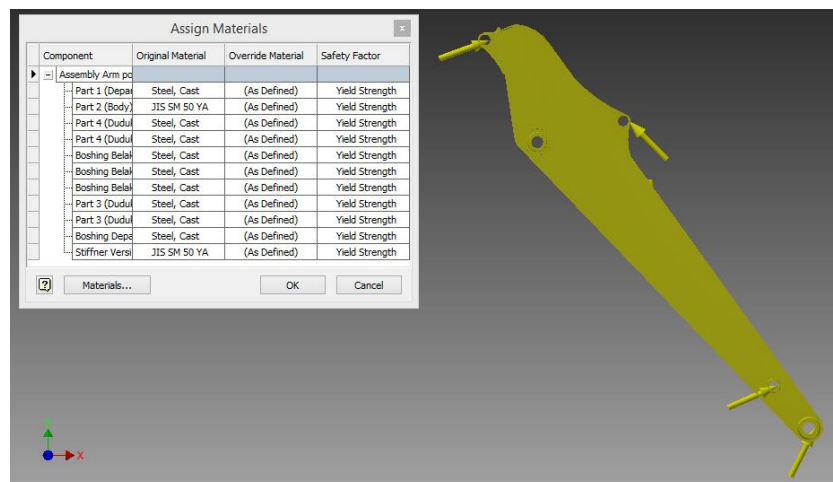 Assign Materials
x
Component Original Material Override Material Safety Factor
Assembly Arm po
Part 1 (Depar Steel, Cast (As Defined) Yield Strength
Part 2 (Body) JIS SM 50 YA (As Defined) Yield Strength
Part 4 (Duduk Steel, Cast (As Defined) Yield Strength
Part 4 (Duduk Steel, Cast (As Defined) Yield Strength
Boshing Belak Steel, Cast (As Defined) Yield Strength
Boshing Belak Steel, Cast (As Defined) Yield Strength
Boshing Belak Steel, Cast (As Defined) Yield Strength
Part 3 (Duduk Steel, Cast (As Defined) Yield Strength
Part 3 (Duduk Steel, Cast (As Defined) Yield Strength
Boshing Depa Steel, Cast (As Defined) Yield Strength
Stiffner Versi JIS SM 50 YA (As Defined) Yield Strength
? Materials... OK Cancel
X